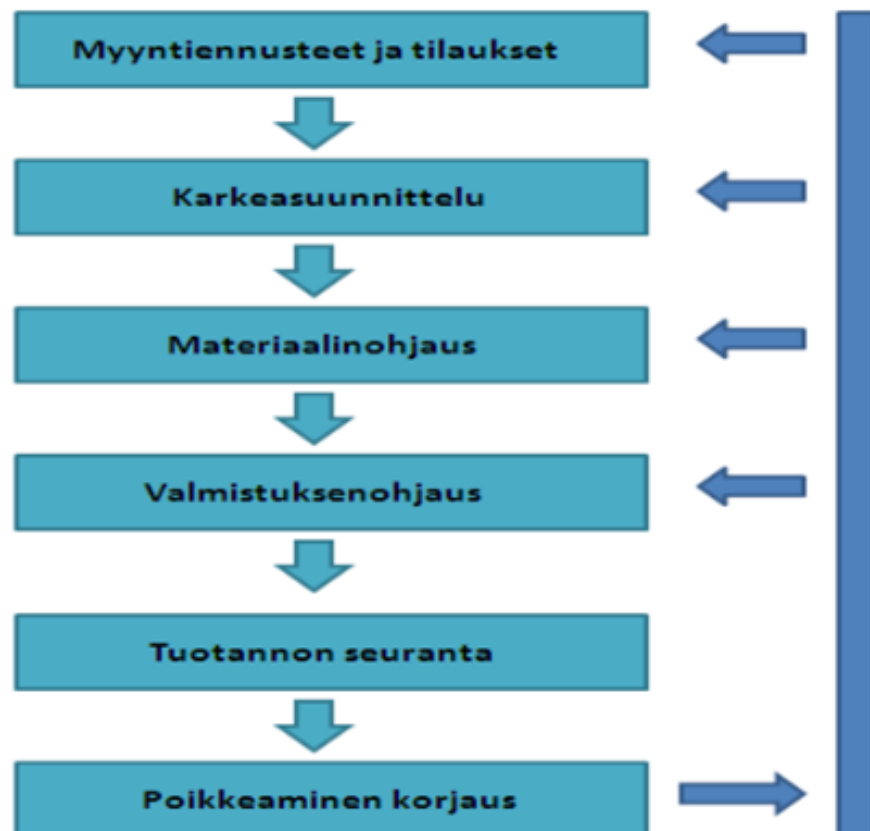 Myyntiennusteet ja tilaukset
Karkeasuunnittelu
Materiaalinohjaus
Valmistuksenohjaus
Tuotannon seuranta
Poikkeaminen korjaus